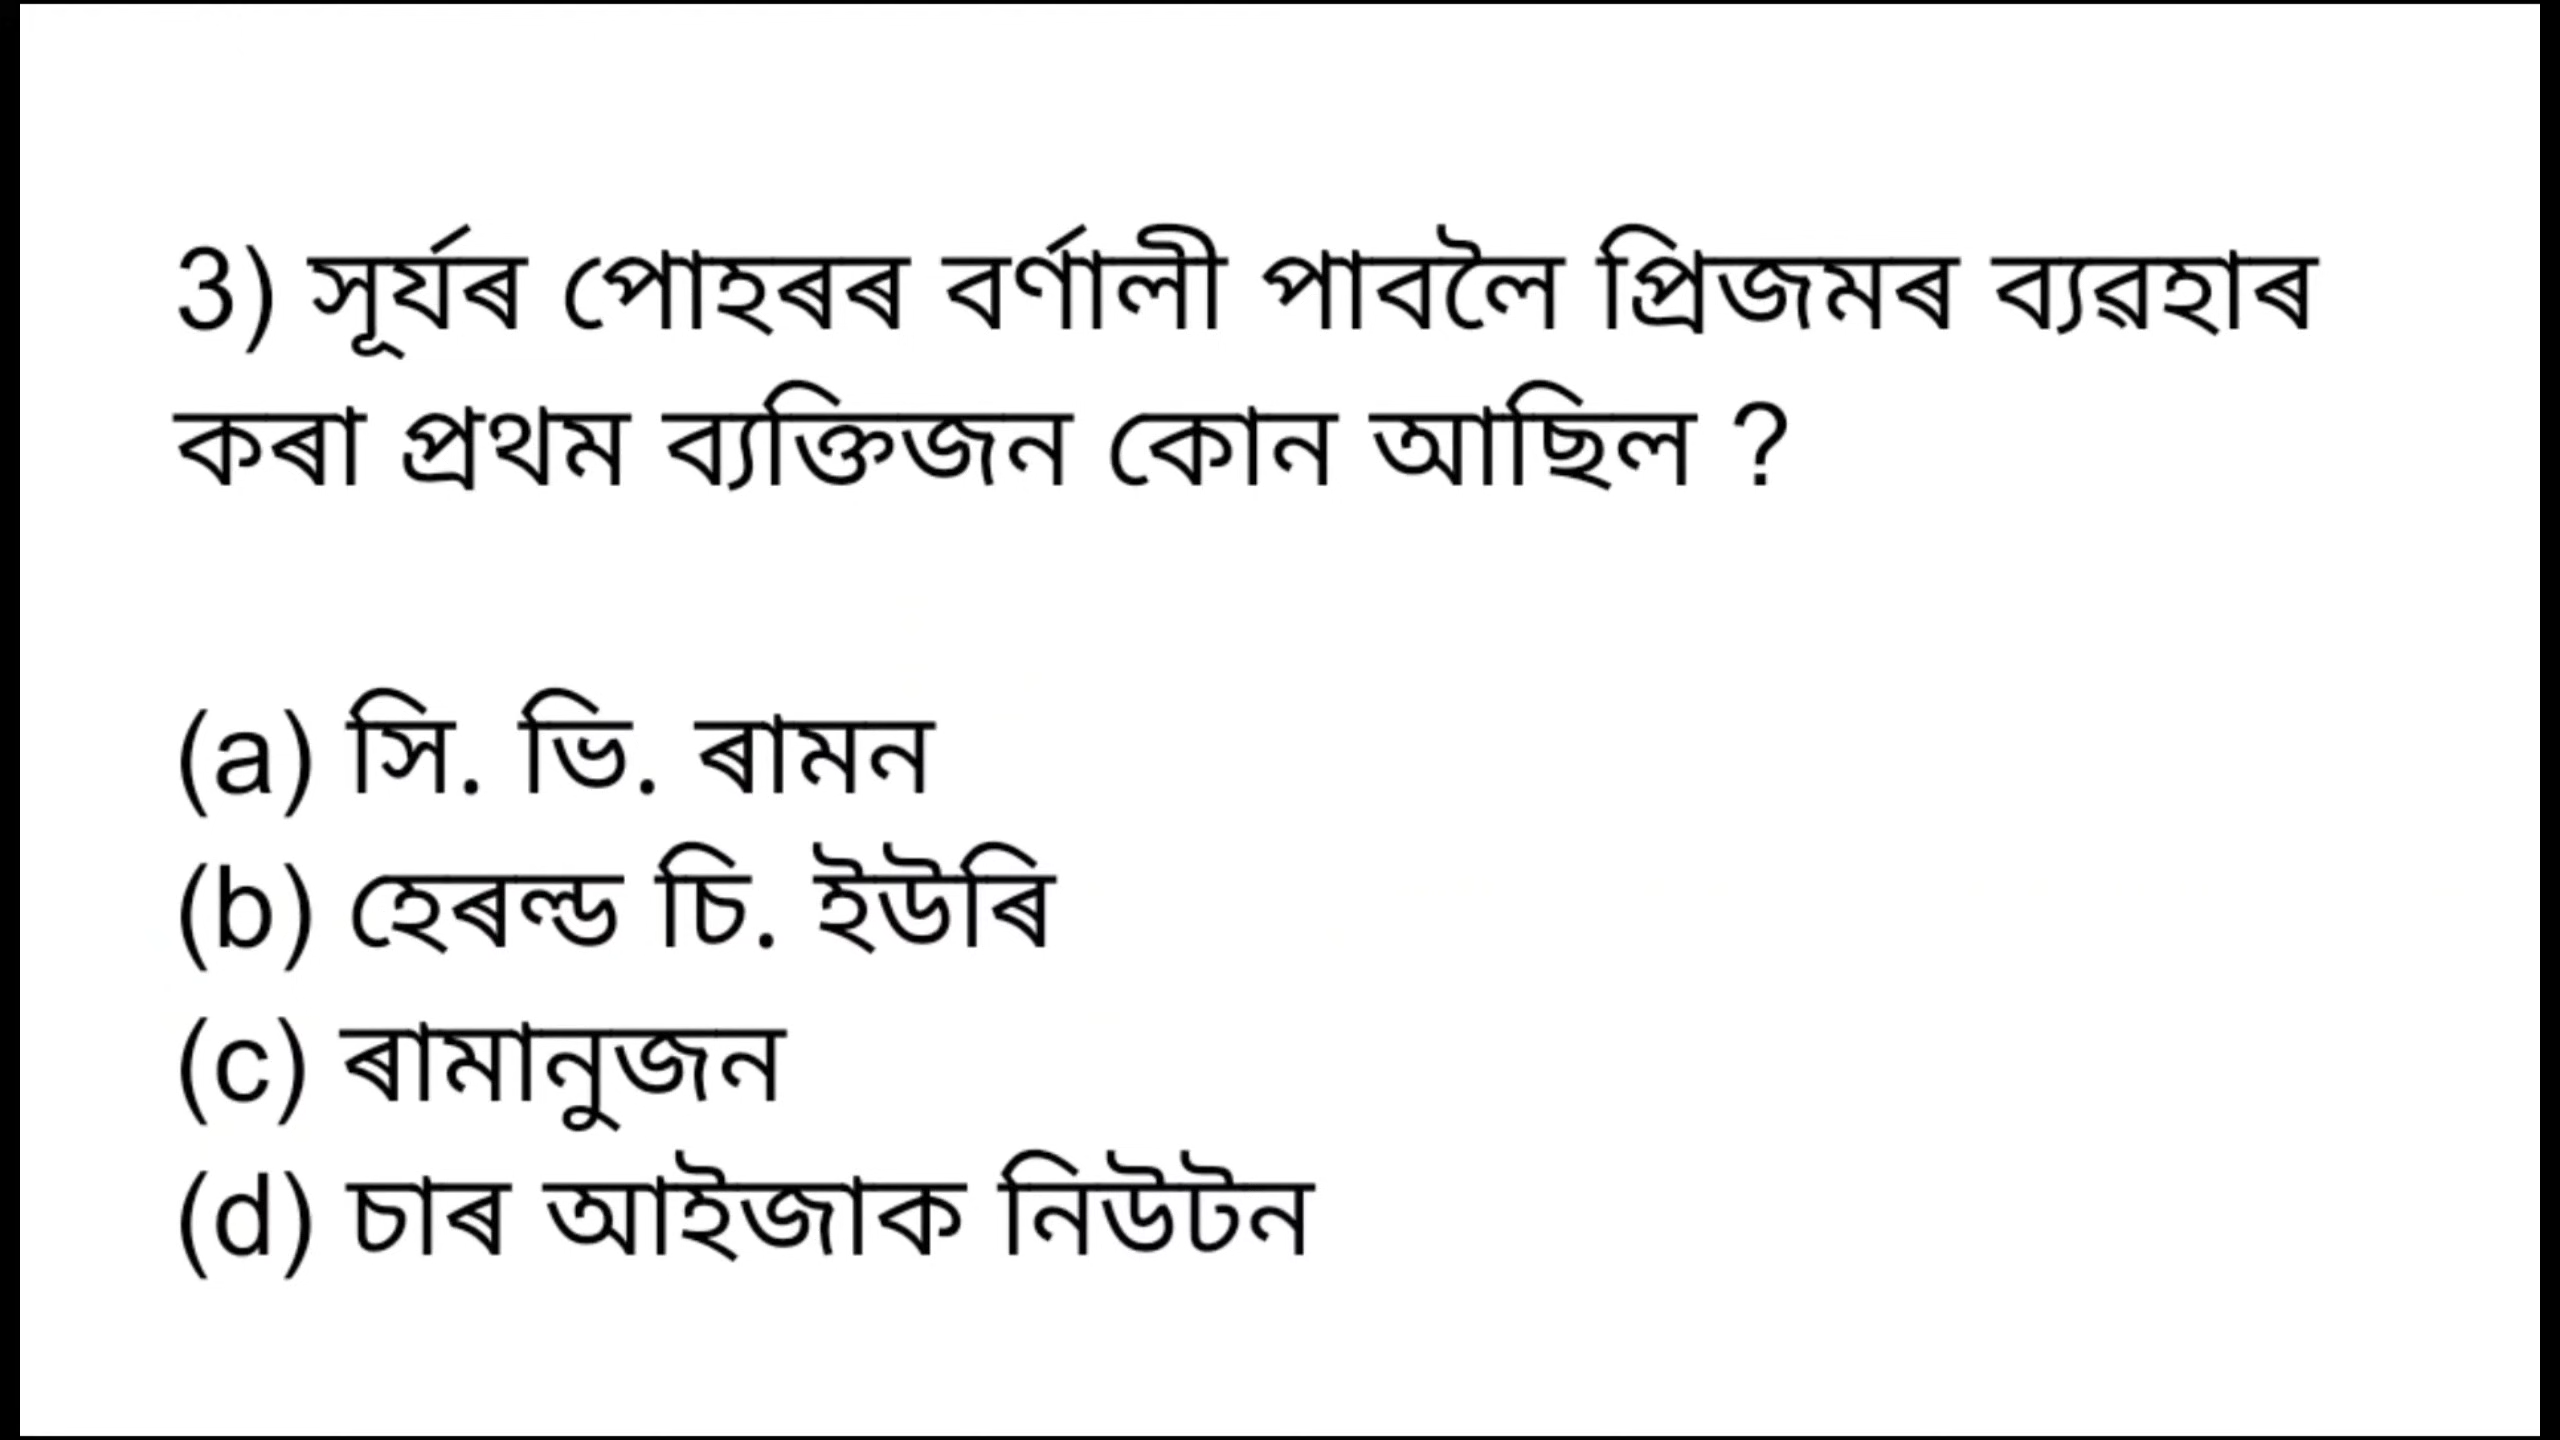 3) সূৰ্যৰ পোহৰৰ বৰ্ণালী পাবলৈ প্ৰিজমৰ ব্যৱহাৰ
কৰা প্ৰথম ব্যক্তিজন কোন আছিল ?
(a) সি. ভি. ৰামন
(b) হেৰল্ড চি. ইউৰি
(c) ৰামানুজন
(d) চাৰ আইজাক নিউটন